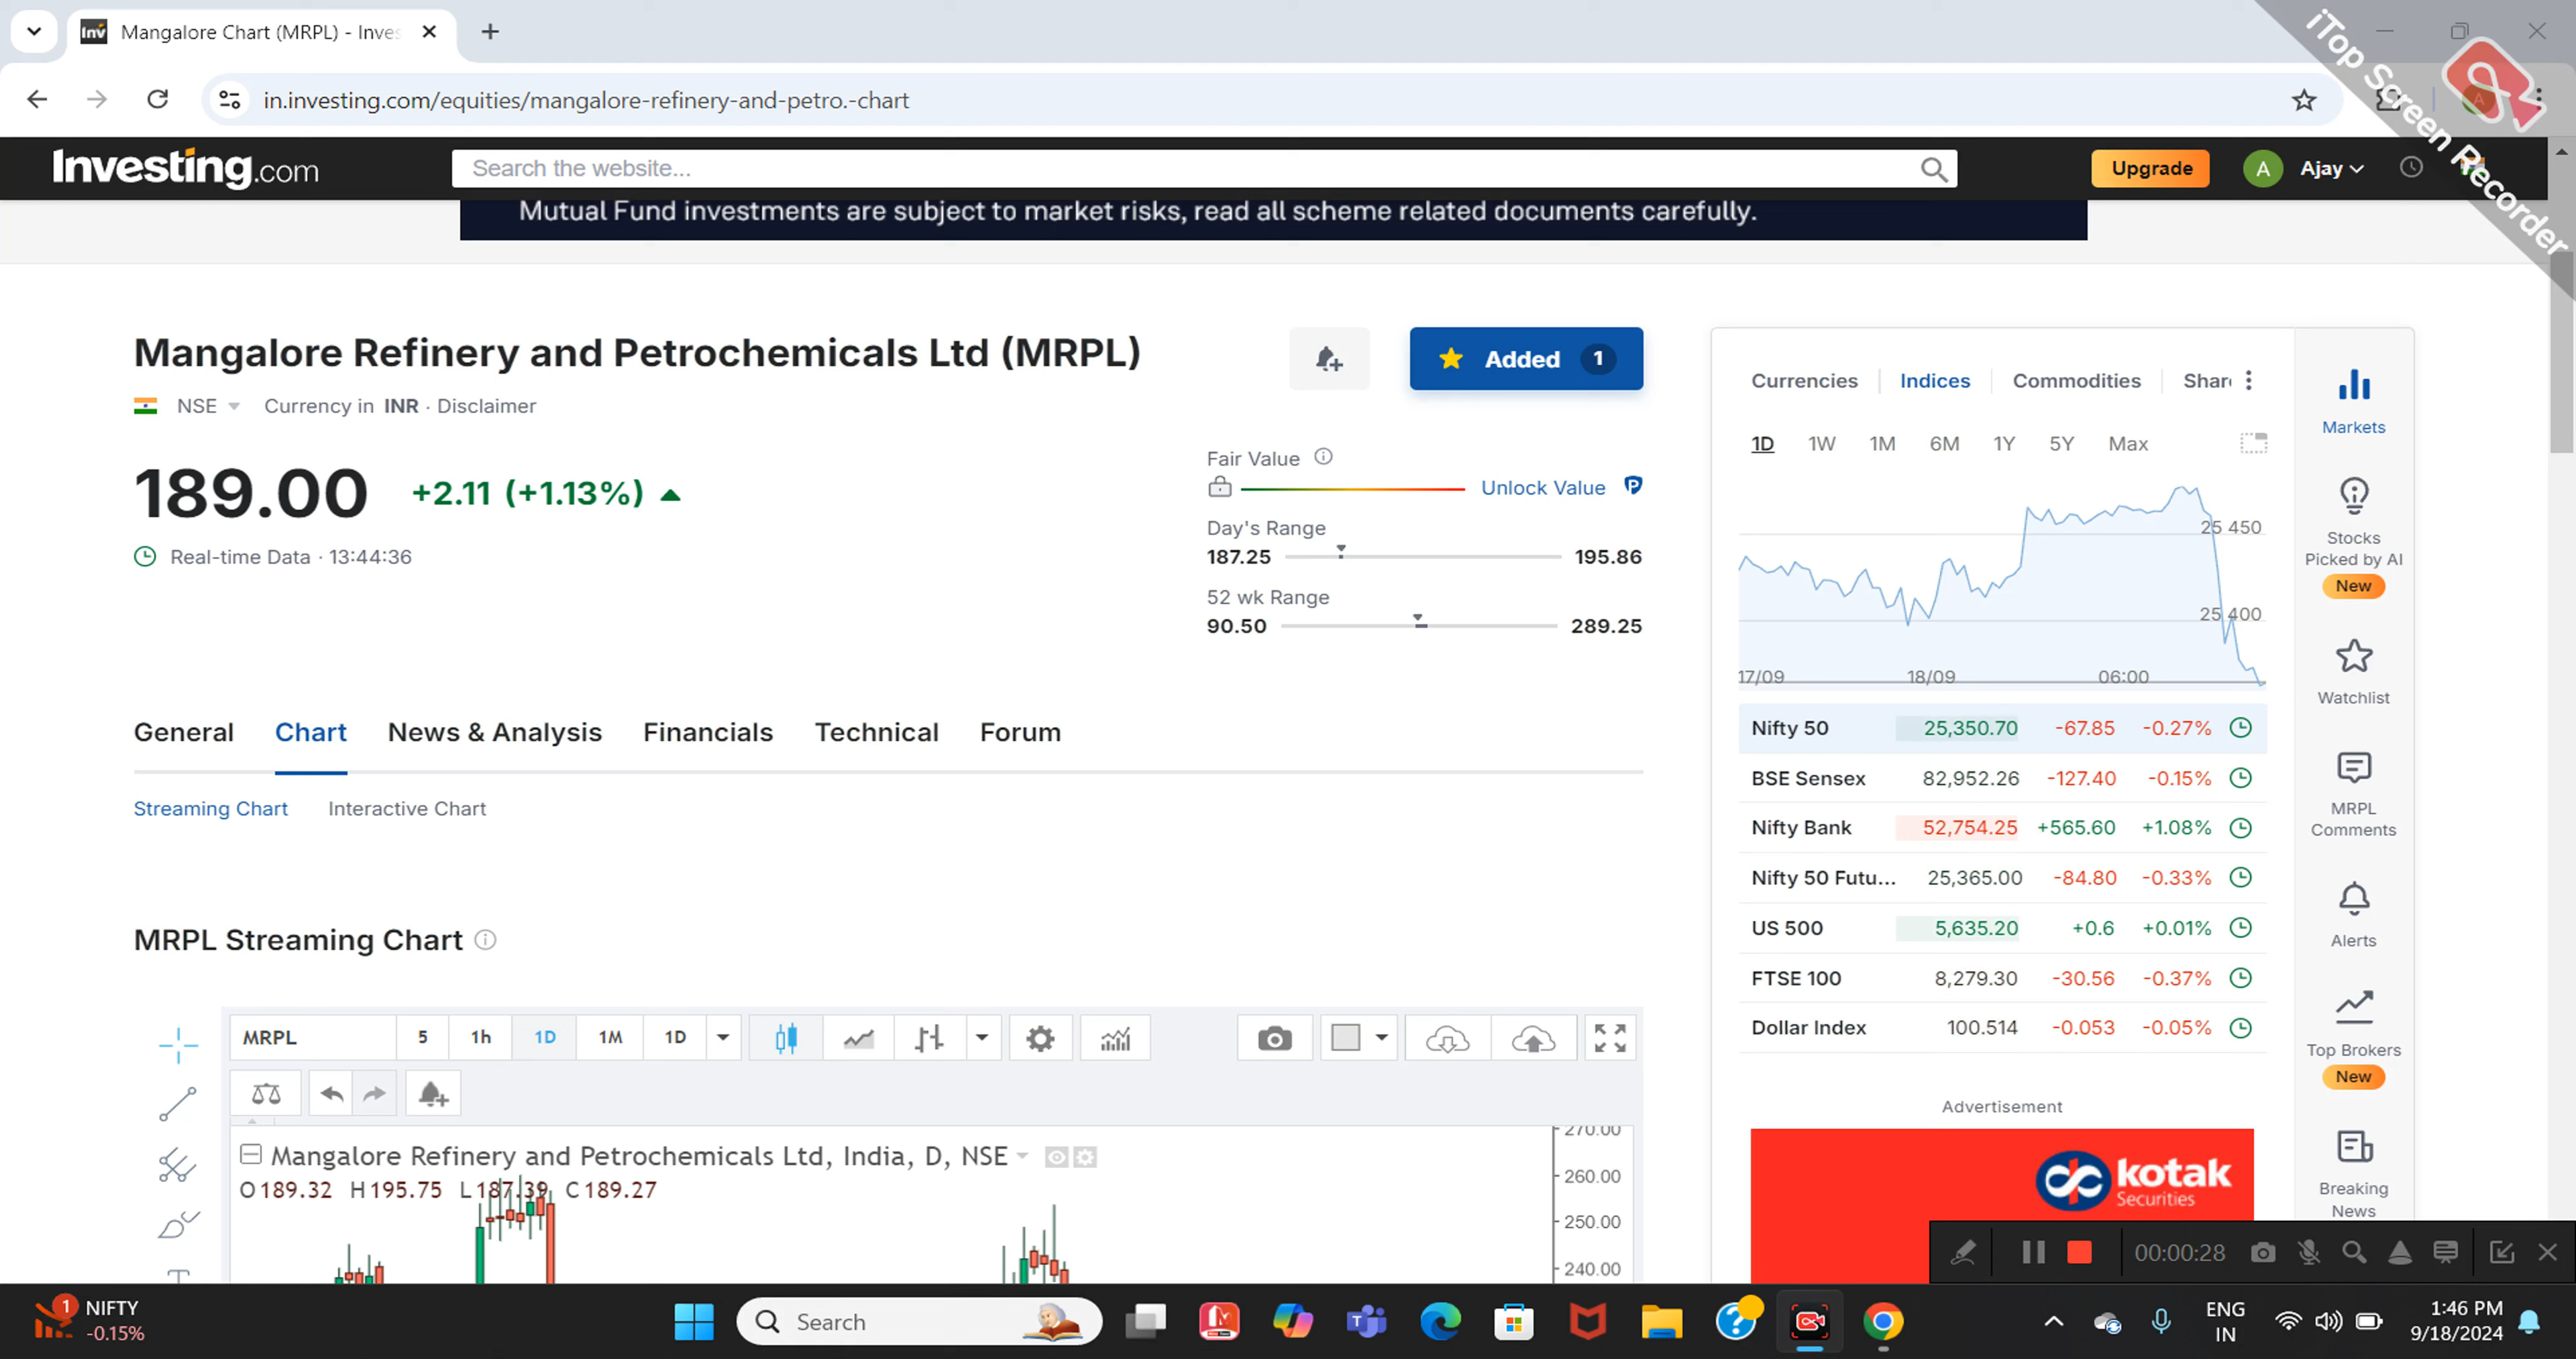 Mangalore Chart (MRPL) - Inves
in.investing.com/equities/mangalore-refinery-and-petro.-chart
iTop Screen Recorder
Investing.com
Search the website...
Upgrade
A
Ajay
Mutual Fund investments are subject to market risks, read all scheme related documents carefully.
Mangalore Refinery and Petrochemicals Ltd (MRPL)
Added 1
NSE Currency in INR · Disclaimer
189.00 +2.11 (+1.13%)
Real-time Data · 13:44:36
Fair Value
Unlock Value
Day's Range
187.25 195.86
52 wk Range
90.50 289.25
General Chart News & Analysis Financials Technical Forum
Streaming Chart Interactive Chart
MRPL Streaming Chart
MRPL 5 1h 1D 1M 1D
Mangalore Refinery and Petrochemicals Ltd, India, D, NSE
O189.32 H195.75 L187.39 C189.27
270.00
260.00
250.00
240.00
Currencies Indices Commodities Shar
1D 1W 1M 6M 1Y 5Y Max
25 450
25 400
17/09 18/09 06:00
Nifty 50 25,350.70 -67.85 -0.27%
BSE Sensex 82,952.26 -127.40 -0.15%
Nifty Bank 52,754.25 +565.60 +1.08%
Nifty 50 Futu... 25,365.00 -84.80 -0.33%
US 500 5,635.20 +0.6 +0.01%
FTSE 100 8,279.30 -30.56 -0.37%
Dollar Index 100.514 -0.053 -0.05%
Advertisement
kotak
Securities
Markets
Stocks
Picked by AI
New
Watchlist
MRPL
Comments
Alerts
Top Brokers
New
Breaking
News
00:00:28
1
NIFTY
-0.15%
Search
ENG
IN
1:46 PM
9/18/2024